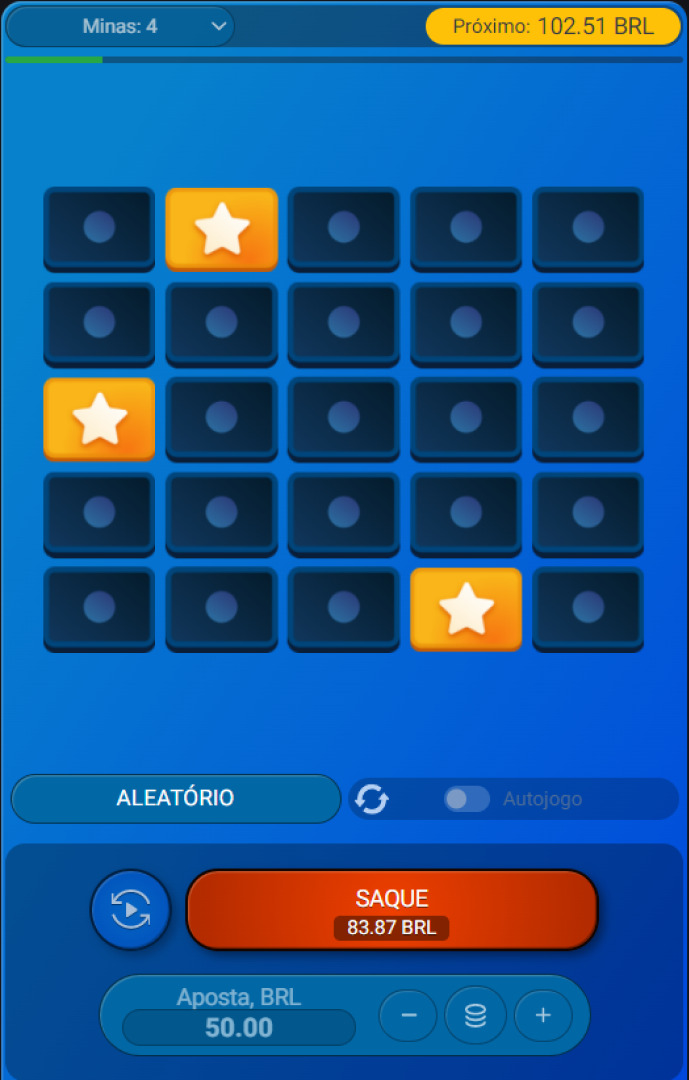 Minas: 4
Próximo: 102.51 BRL
ALEATÓRIO
Autojogo
SAQUE
83.87 BRL
Aposta, BRL
50.00